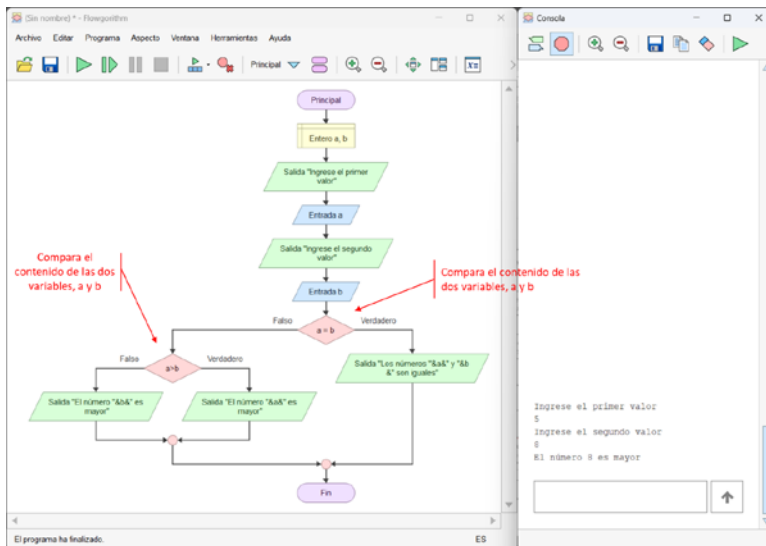 (Sin nombre) * - Flowgorithm
Archivo Editar Programa Aspecto Ventana Herramientas Ayuda
Principal
Principal
Entero a, b
Salida "Ingrese el primer
valor"
Entrada a
Salida "Ingrese el segundo
valor"
Entrada b
Compara el
contenido de las dos
variables, a y b
Compara el contenido de las
dos variables, a y b
Falso
a = b
Verdadero
Falso
a>b
Verdadero
Salida "Los números "&a&" y "&b
&" son iguales"
Salida "El número "&b&" es
mayor"
Salida "El número "&a&" es
mayor"
Fin
El programa ha finalizado.
ES
Consola
Ingrese el primer valor
5
Ingrese el segundo valor
8
El número 8 es mayor